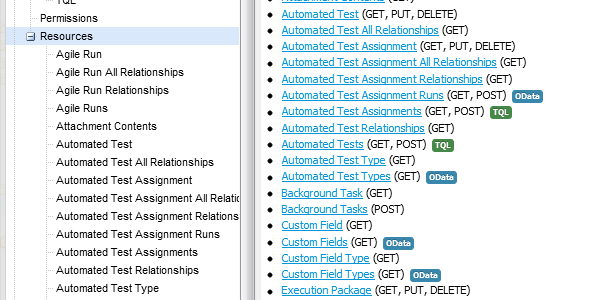 TQL
Permissions
Resources
Agile Run
Agile Run All Relationships
Agile Run Relationships
Agile Runs
Attachment Contents
Automated Test
Automated Test All Relationships
Automated Test Assignment
Automated Test Assignment All Relatio
Automated Test Assignment Relations
Automated Test Assignment Runs
Automated Test Assignments
Automated Test Relationships
Automated Test Type
Attachment Contents (GET)
Automated Test (GET, PUT, DELETE)
Automated Test All Relationships (GET)
Automated Test Assignment (GET, PUT, DELETE)
Automated Test Assignment All Relationships (GET)
Automated Test Assignment Relationships (GET)
Automated Test Assignment Runs (GET, POST) OData
Automated Test Assignments (GET, POST) TQL
Automated Test Relationships (GET)
Automated Tests (GET, POST) TQL
Automated Test Type (GET)
Automated Test Types (GET) OData
Background Task (GET)
Background Tasks (POST)
Custom Field (GET)
Custom Fields (GET) OData
Custom Field Type (GET)
Custom Field Types (GET) OData
Execution Package (GET, PUT, DELETE)